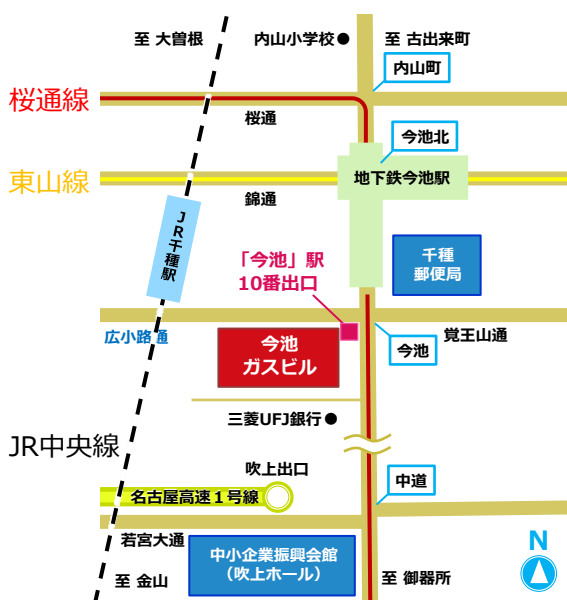 至 大曽根
内山小学校●
至 古出来町
内山町
桜通線
桜通
今池北
東山線
地下鉄今池駅
錦通
JR千種駅
「今池」駅
10番出口
千種
郵便局
広小路通
今池
ガスビル
今池
覚王山通
三菱UFJ銀行●
JR中央線
吹上出口
名古屋高速1号線
中道
若宮大通
中小企業振興会館
（吹上ホール）
至 金山
至 御器所
N